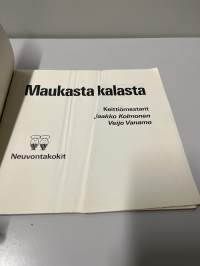 Maukasta kalasta
Keittiömestarit
Jaakko Kolmonen
Veijo Vanamo
Neuvontakokit